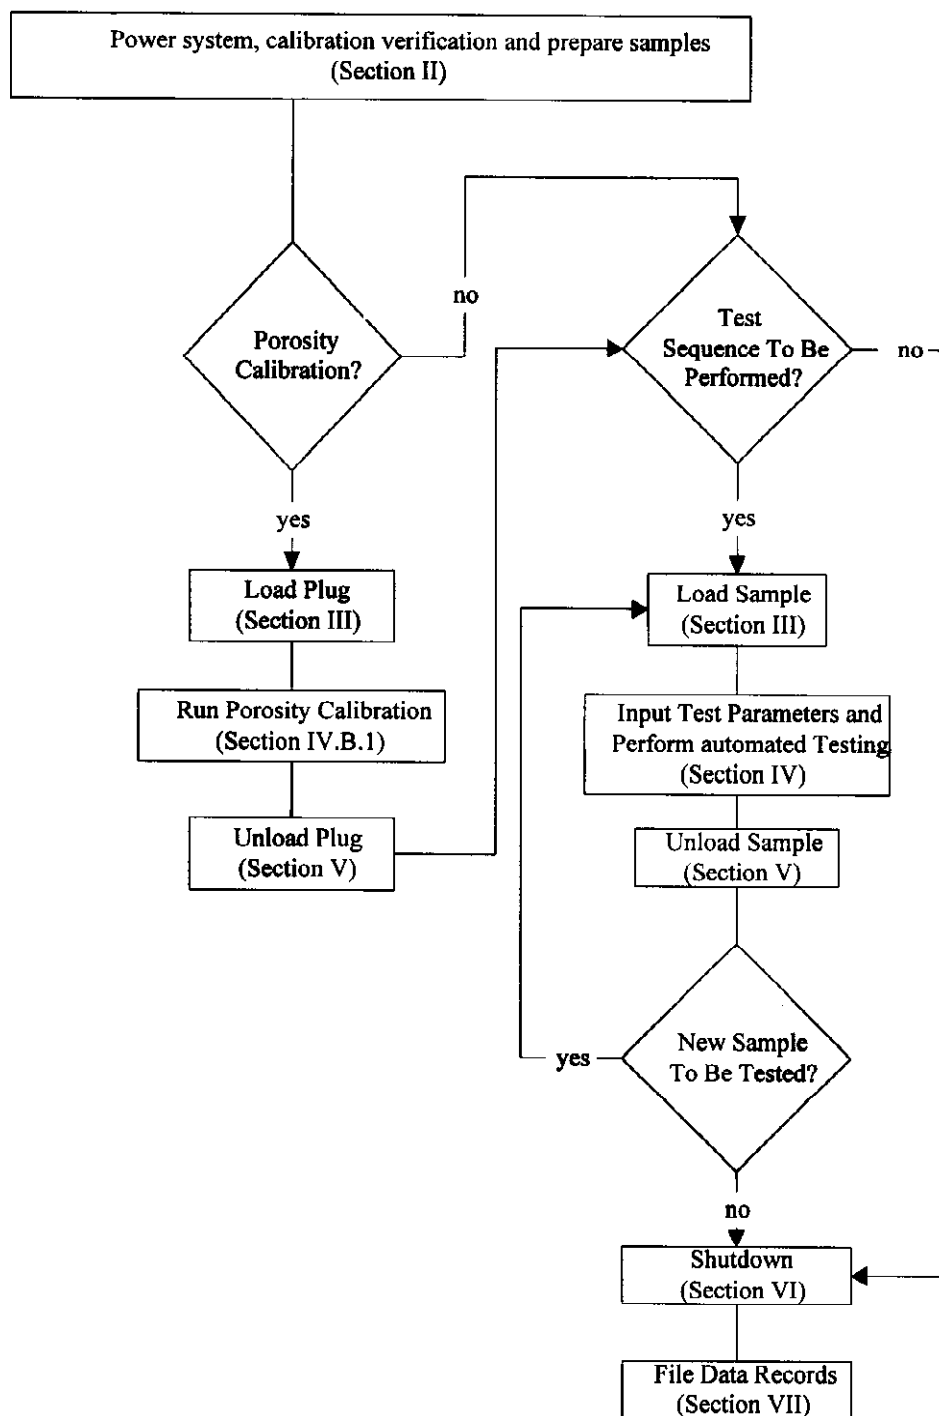 Power system, calibration verification and prepare samples
(Section II)
no
Porosity
Calibration?
Test
Sequence To Be
Performed?
no
yes
yes
Load Plug
(Section III)
Load Sample
(Section III)
Run Porosity Calibration
(Section IV.B.1)
Input Test Parameters and
Perform automated Testing
(Section IV)
Unload Plug
(Section V)
Unload Sample
(Section V)
yes
New Sample
To Be Tested?
no
Shutdown
(Section VI)
File Data Records
(Section VII)